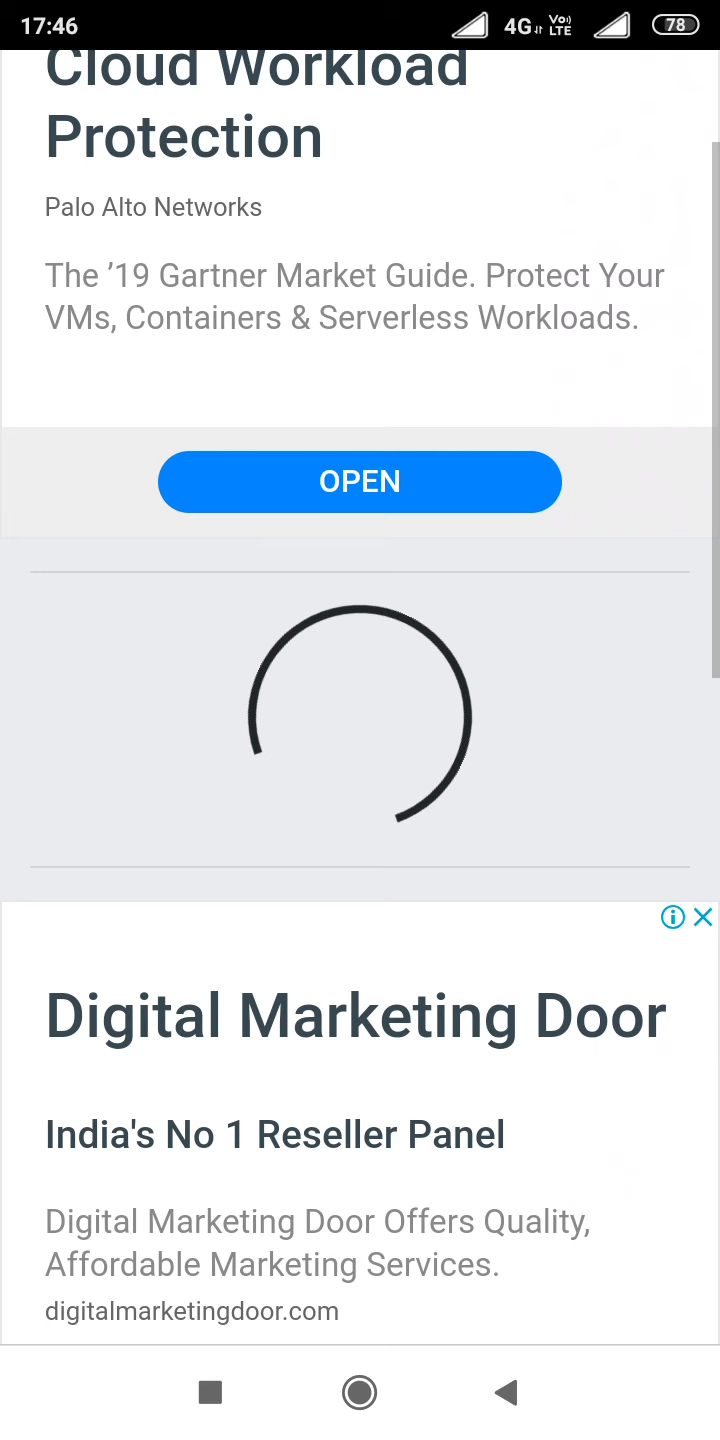 17:46
4G
Vo))
LTE
78
Cloud Workload
Protection
Palo Alto Networks
The ’19 Gartner Market Guide. Protect Your
VMs, Containers & Serverless Workloads.
OPEN
Digital Marketing Door
India's No 1 Reseller Panel
Digital Marketing Door Offers Quality,
Affordable Marketing Services.
digitalmarketingdoor.com